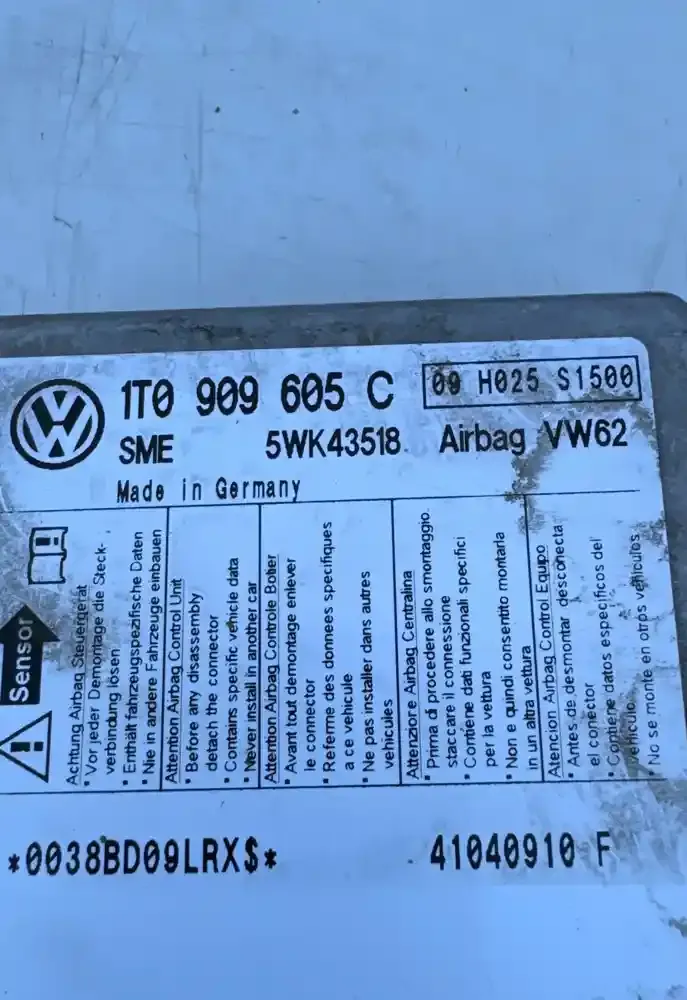 1T0 909 605 C
09 H025 S1500
SME
5WK43518
Airbag VW62
Made in Germany
Sensor
Achtung Airbag Steuergerät
• Vor jeder Demontage die Steck-
verbindung lösen
• Enthält fahrzeugspezifische Daten
• Nie in andere Fahrzeuge einbauen
Attention Airbag Control Unit
• Before any disassembly
detach the connector
• Contains specific vehicle data
• Never install in another car
Attention Airbag Controle Boitier
• Avant tout demontage enlever
le connector
• Referme des donnees specifiques
a ce vehicule
• Ne pas installer dans autres
vehicules
Attenzione Airbag Centralina
• Prima di procedere allo smontaggio
staccare il connessione
• Contiene dati funzionali specifici
per la vettura
• Non e quindi consentito montarla
in un altra vettura
Atencion Airbag Control Equipo
• Antes de desmontar desconecta
el conector
• Contiene datos especificos del
vehiculo
• No se monte en otros vehiculos
*0038BD09LRX$*
41040910 F